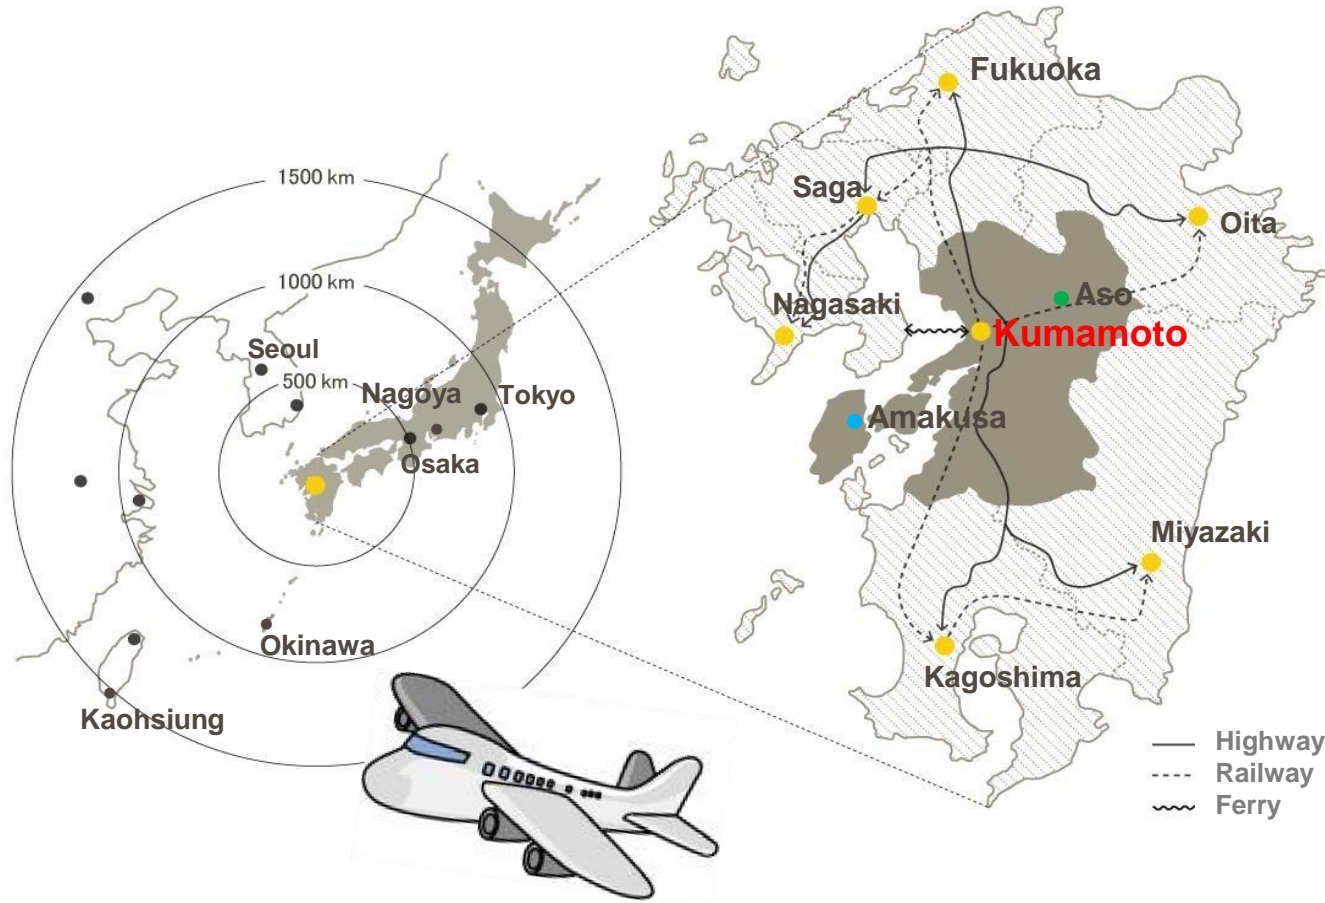 1500 km
1000 km
Seoul
500 km
Nagoya
Tokyo
Osaka
Okinawa
Kaohsiung
Fukuoka
Saga
Oita
Nagasaki
Aso
Kumamoto
Amakusa
Miyazaki
Kagoshima
Highway
Railway
Ferry